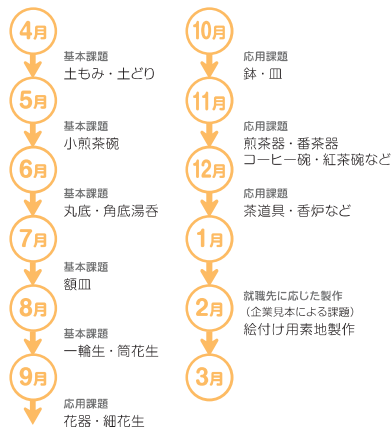 4月
基本課題
土もみ・土どり
5月
基本課題
小煎茶碗
6月
基本課題
丸底・角底湯呑
7月
基本課題
額皿
8月
基本課題
一輪生・筒花生
9月
応用課題
花器・細花生
10月
応用課題
鉢・皿
11月
応用課題
煎茶器・番茶器
コーヒー碗・紅茶碗など
12月
応用課題
茶道具・香炉など
1月
2月
就職先に応じた製作
（企業見本による課題）
絵付け用素地製作
3月